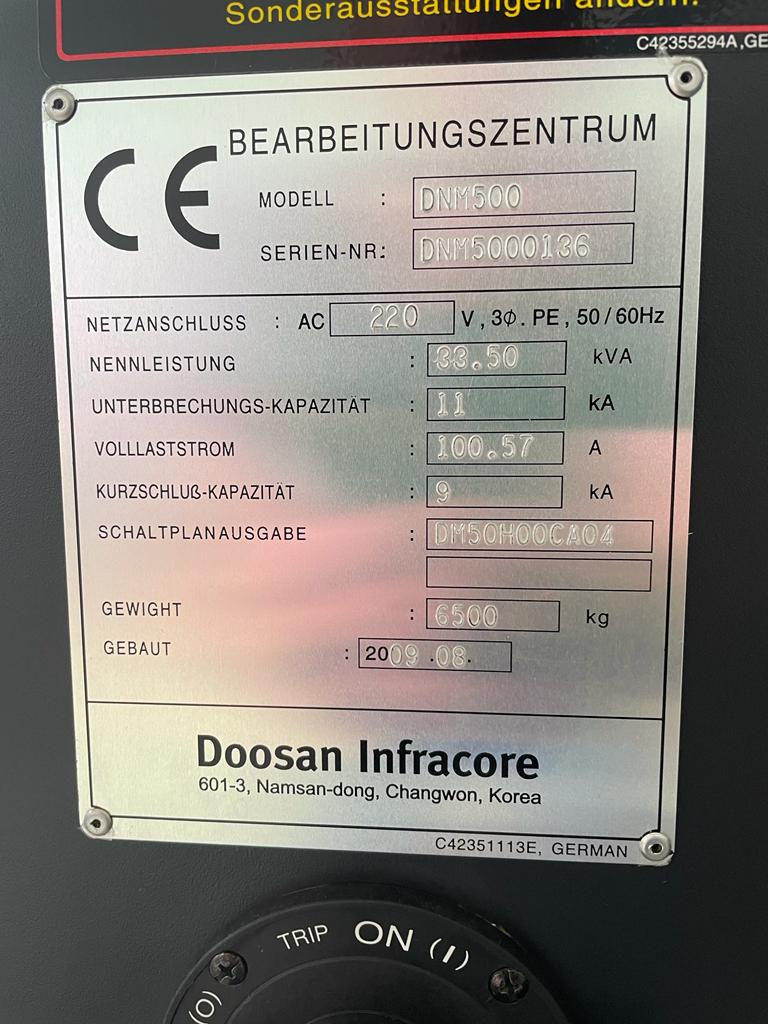 Sonderausstattungen ändern.
C42355294A,GE
CE BEARBEITUNGSZENTRUM
MODELL : DNM500
SERIEN-NR: DNM5000136
NETZANSCHLUSS : AC 220 V, 3Φ. PE, 50/60Hz
NENNLEISTUNG : 33.50 kVA
UNTERBRECHUNGS-KAPAZITÄT : 11 kA
VOLLLASTSTROM : 100.57 A
KURZSCHLUß-KAPAZITÄT : 9 kA
SCHALTPLANAUSGABE : DM50H00CA04
GEWIGHT : 6500 kg
GEBAUT : 2009.08.
Doosan Infracore
601-3, Namsan-dong, Changwon, Korea
C42351113E, GERMAN
TRIP ON (I)
(O)